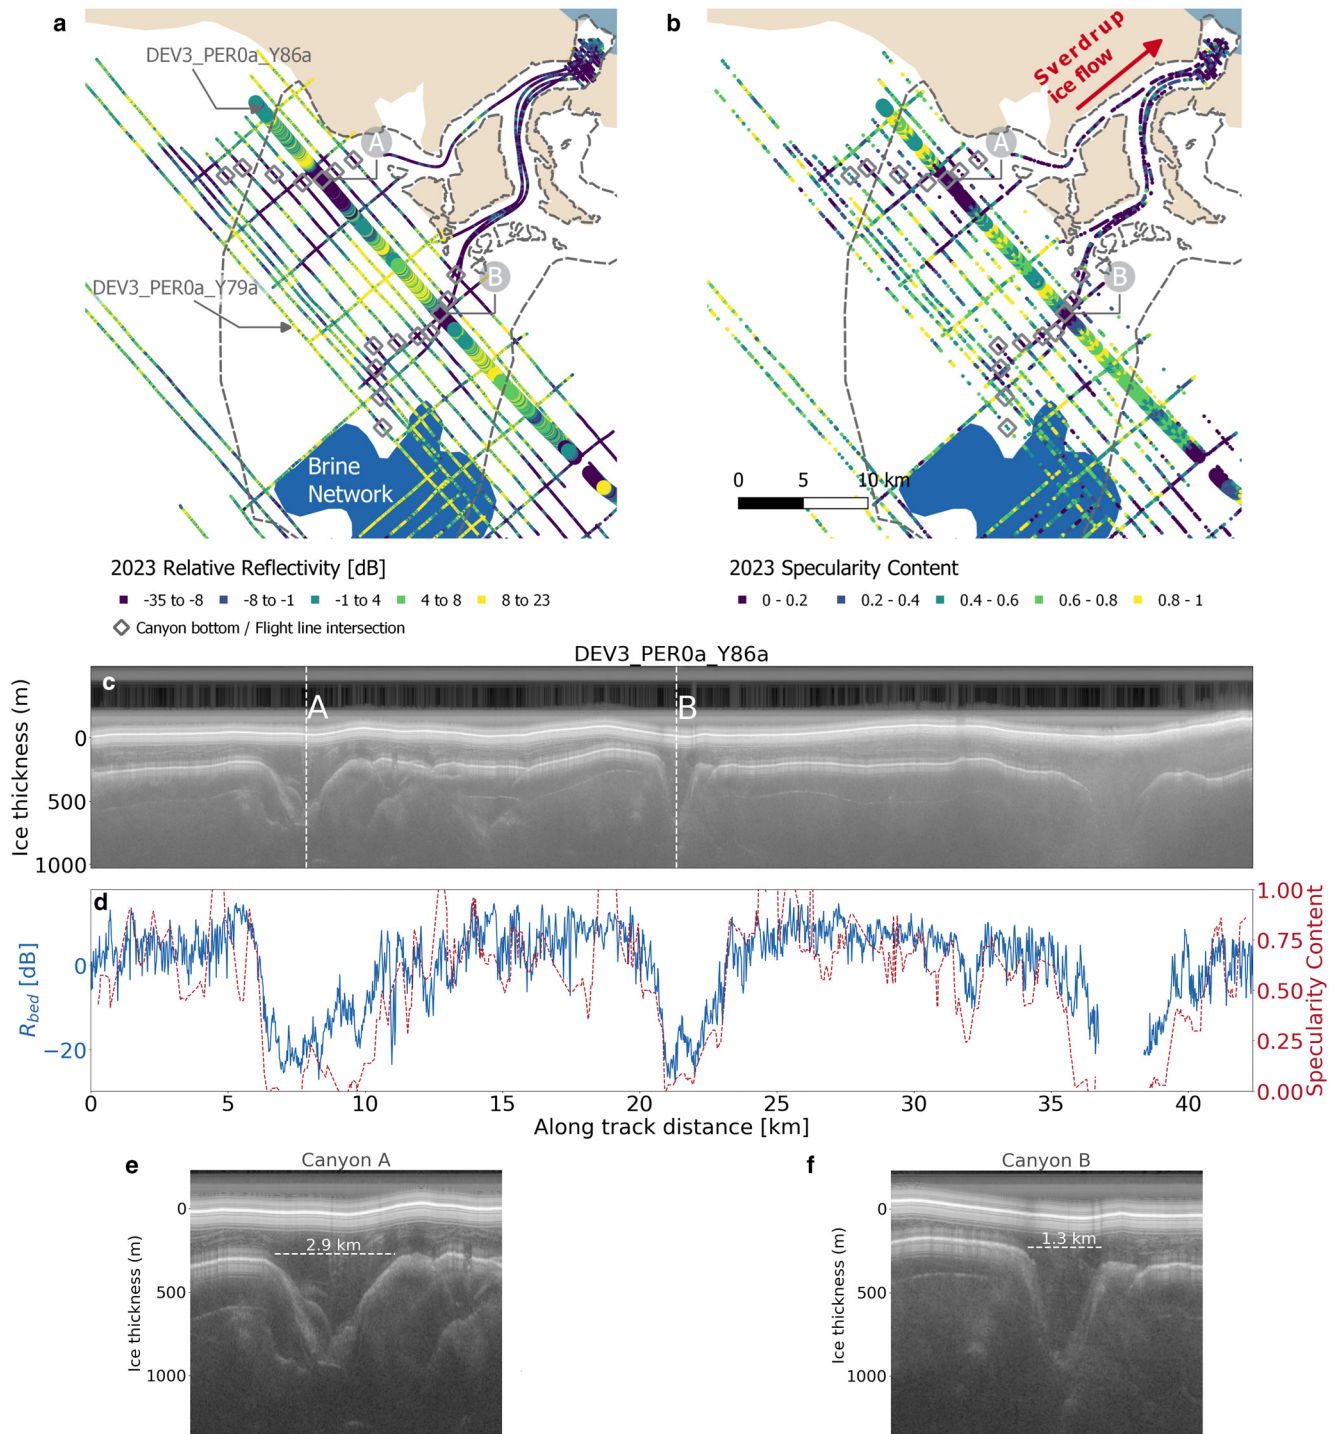 a
DEV3_PER0a_Y86a
A
B
DEV3_PER0a_Y79a
Brine
Network
2023 Relative Reflectivity [dB]
-35 to -8
-8 to -1
-1 to 4
4 to 8
8 to 23
Canyon bottom / Flight line intersection
b
Sverdrup
ice flow
A
B
0 5 10 km
2023 Specularity Content
0 - 0.2
0.2 - 0.4
0.4 - 0.6
0.6 - 0.8
0.8 - 1
DEV3_PER0a_Y86a
c
A
B
Ice thickness (m)
0
500
1000
d
R_bed [dB]
0
−20
1.00
0.75
0.50
0.25
0.00
Specularity Content
0 5 10 15 20 25 30 35 40
Along track distance [km]
e
Canyon A
2.9 km
Ice thickness (m)
0
500
1000
f
Canyon B
1.3 km
Ice thickness (m)
0
500
1000